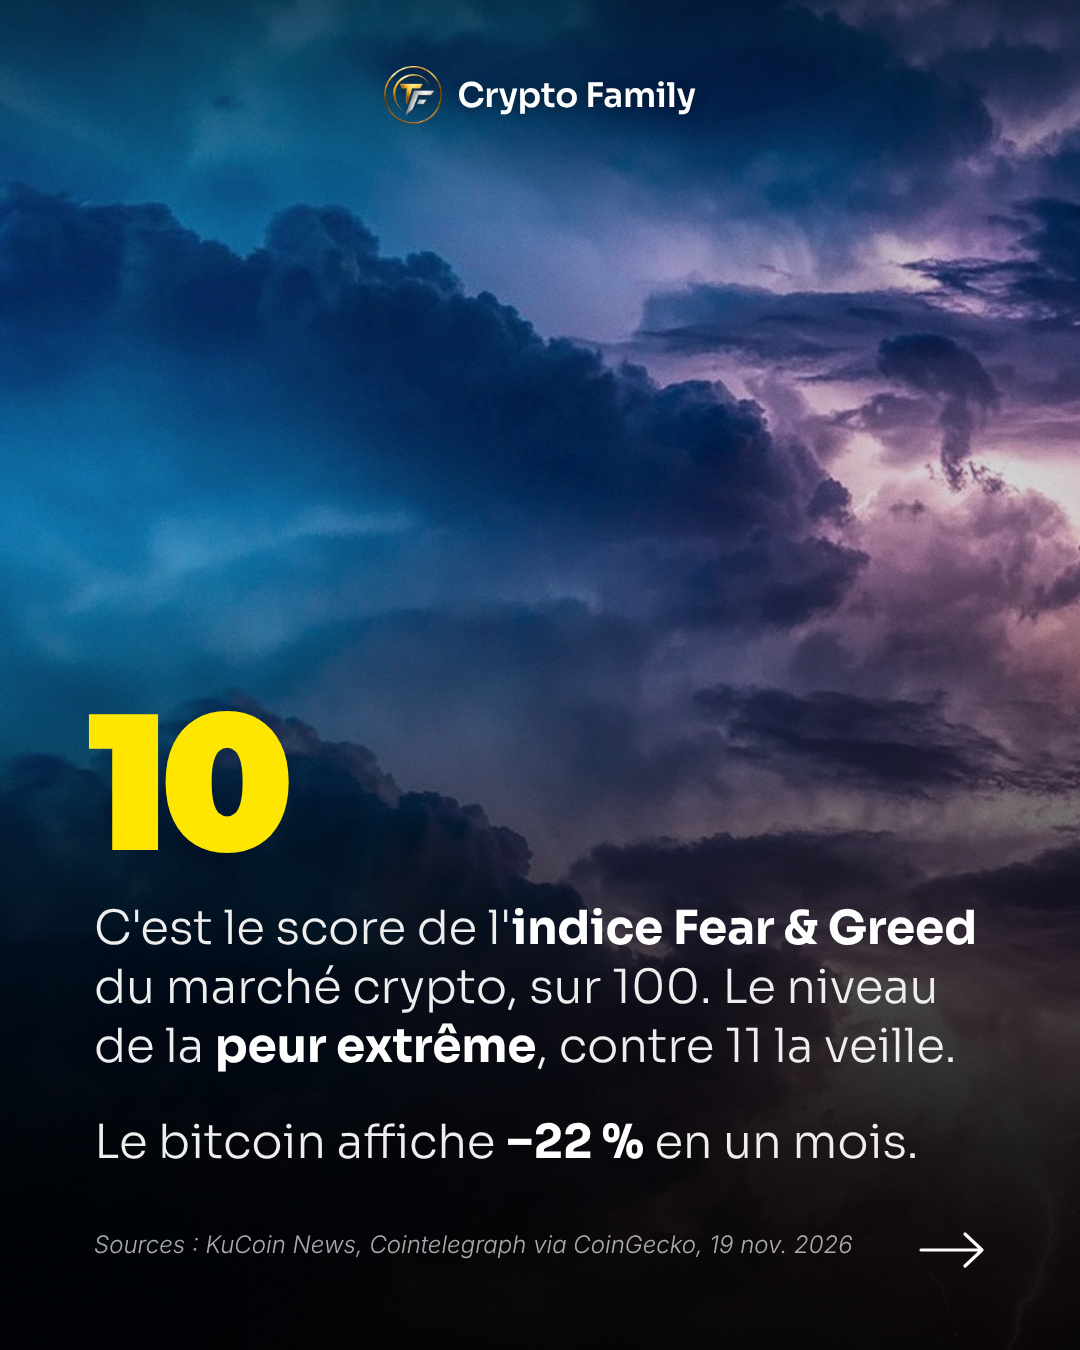 TF Crypto Family
10
C'est le score de l'indice Fear & Greed
du marché crypto, sur 100. Le niveau
de la peur extrême, contre 11 la veille.
Le bitcoin affiche −22 % en un mois.
Sources : KuCoin News, Cointelegraph via CoinGecko, 19 nov. 2026